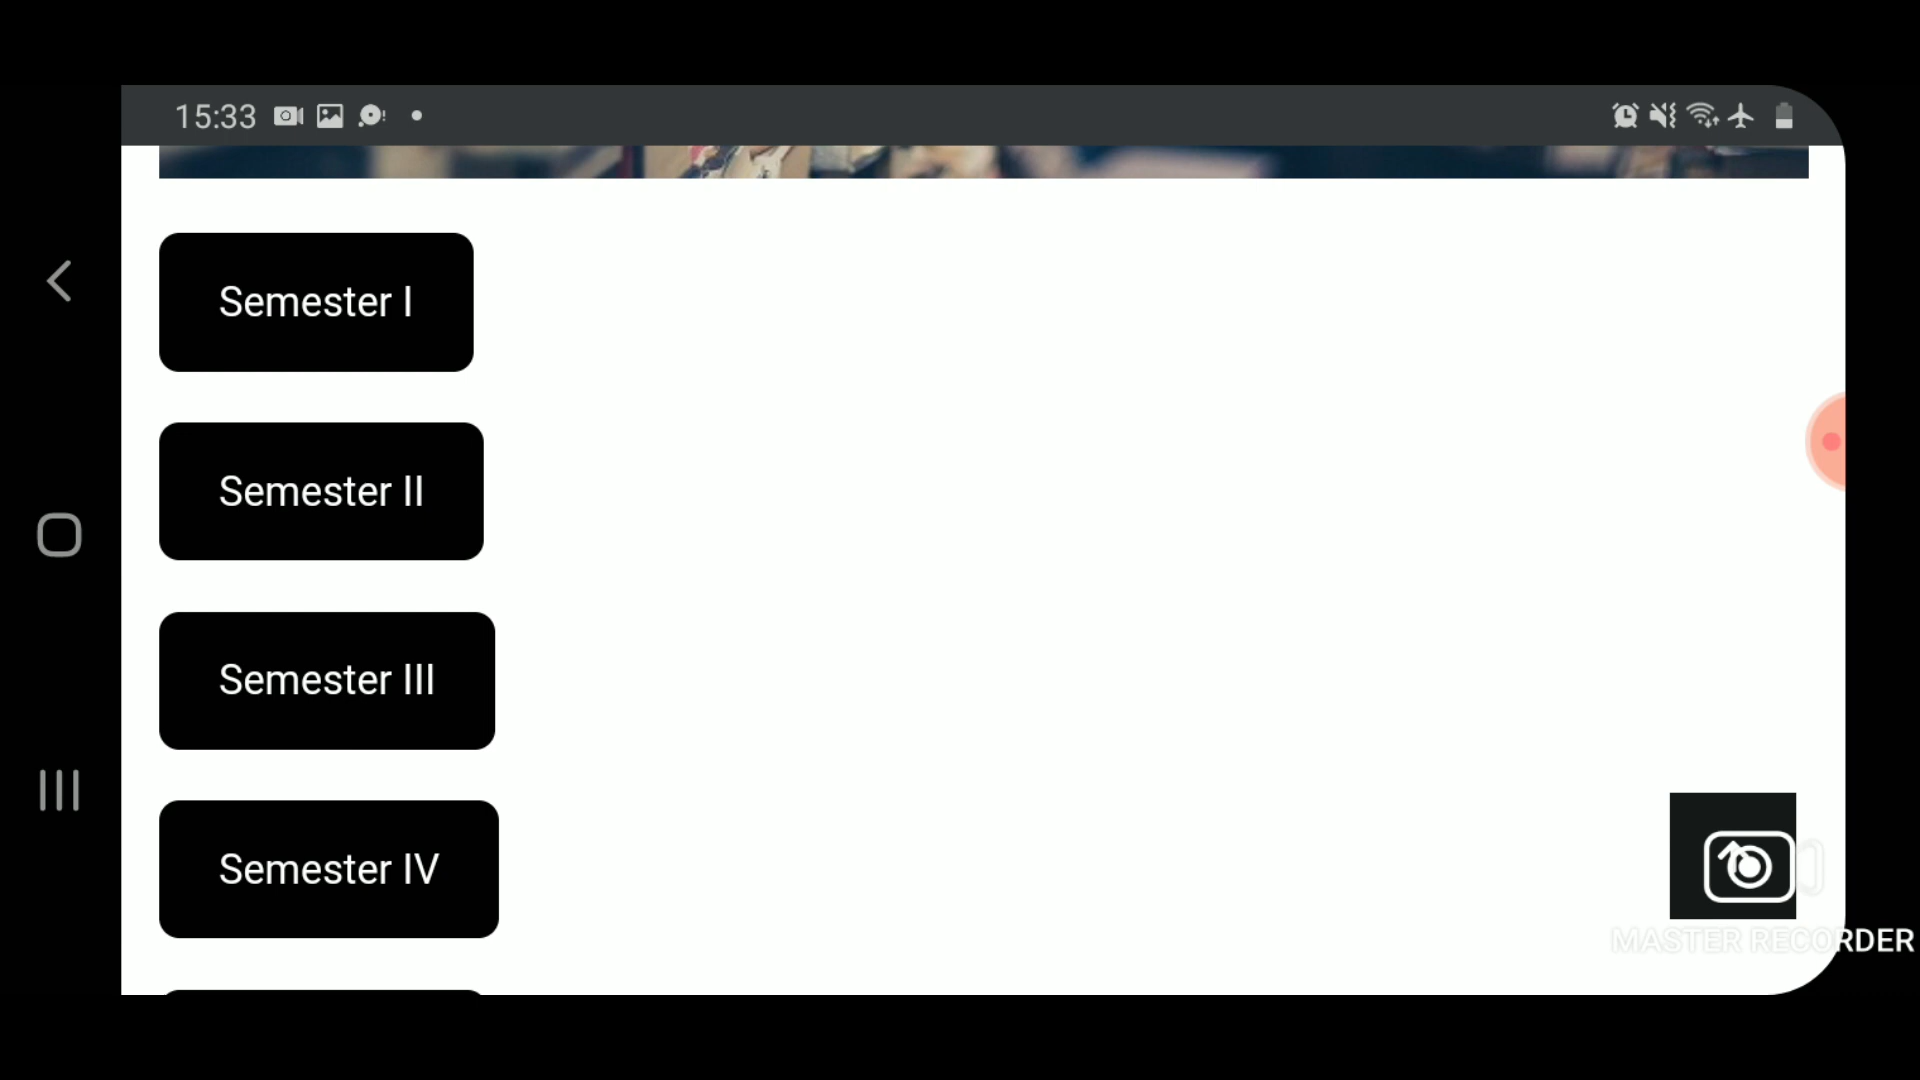 15:33
Semester I
Semester II
Semester III
Semester IV
MASTER RECORDER